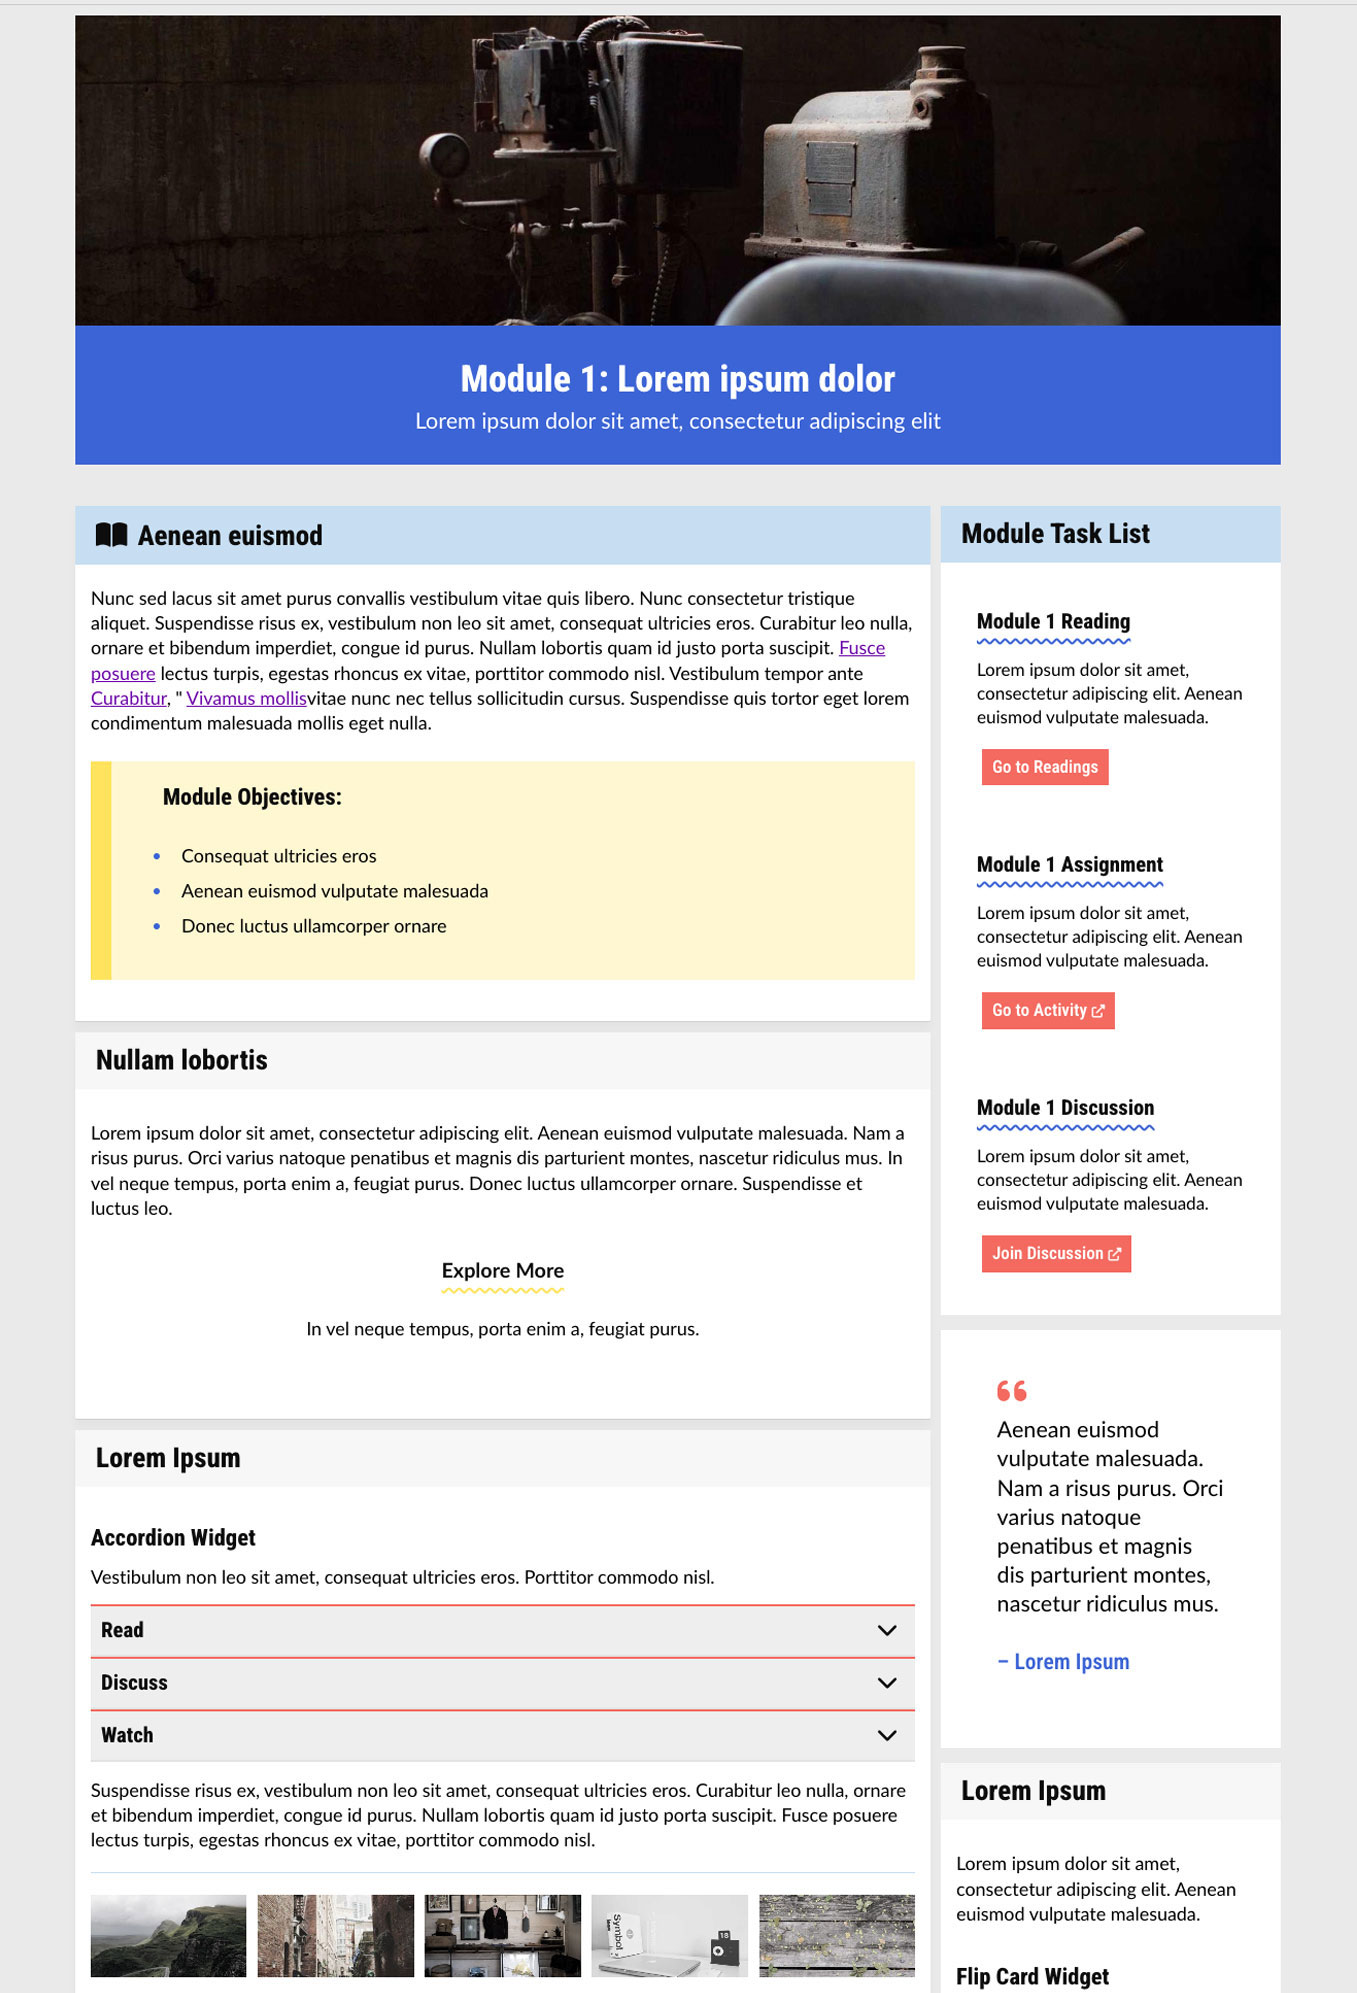 Module 1: Lorem ipsum dolor
Lorem ipsum dolor sit amet, consectetur adipiscing elit
Aenean euismod
Nunc sed lacus sit amet purus convallis vestibulum vitae quis libero. Nunc consectetur tristique
aliquet. Suspendisse risus ex, vestibulum non leo sit amet, consequat ultricies eros. Curabitur leo nulla,
ornare et bibendum imperdiet, congue id purus. Nullam lobortis quam id justo porta suscipit. Fusce
posuere lectus turpis, egestas rhoncus ex vitae, porttitor commodo nisl. Vestibulum tempor ante
Curabitur, " Vivamus mollisvitae nunc nec tellus sollicitudin cursus. Suspendisse quis tortor eget lorem
condimentum malesuada mollis eget nulla.
Module Objectives:
• Consequat ultricies eros
• Aenean euismod vulputate malesuada
• Donec luctus ullamcorper ornare
Nullam lobortis
Lorem ipsum dolor sit amet, consectetur adipiscing elit. Aenean euismod vulputate malesuada. Nam a
risus purus. Orci varius natoque penatibus et magnis dis parturient montes, nascetur ridiculus mus. In
vel neque tempus, porta enim a, feugiat purus. Donec luctus ullamcorper ornare. Suspendisse et
luctus leo.
Explore More
In vel neque tempus, porta enim a, feugiat purus.
Lorem Ipsum
Accordion Widget
Vestibulum non leo sit amet, consequat ultricies eros. Porttitor commodo nisl.
Read
Discuss
Watch
Suspendisse risus ex, vestibulum non leo sit amet, consequat ultricies eros. Curabitur leo nulla, ornare
et bibendum imperdiet, congue id purus. Nullam lobortis quam id justo porta suscipit. Fusce posuere
lectus turpis, egestas rhoncus ex vitae, porttitor commodo nisl.
Symbol
18
Module Task List
Module 1 Reading
Lorem ipsum dolor sit amet,
consectetur adipiscing elit. Aenean
euismod vulputate malesuada.
Go to Readings
Module 1 Assignment
Lorem ipsum dolor sit amet,
consectetur adipiscing elit. Aenean
euismod vulputate malesuada.
Go to Activity
Module 1 Discussion
Lorem ipsum dolor sit amet,
consectetur adipiscing elit. Aenean
euismod vulputate malesuada.
Join Discussion
“
Aenean euismod
vulputate malesuada.
Nam a risus purus. Orci
varius natoque
penatibus et magnis
dis parturient montes,
nascetur ridiculus mus.
– Lorem Ipsum
Lorem Ipsum
Lorem ipsum dolor sit amet,
consectetur adipiscing elit. Aenean
euismod vulputate malesuada.
Flip Card Widget